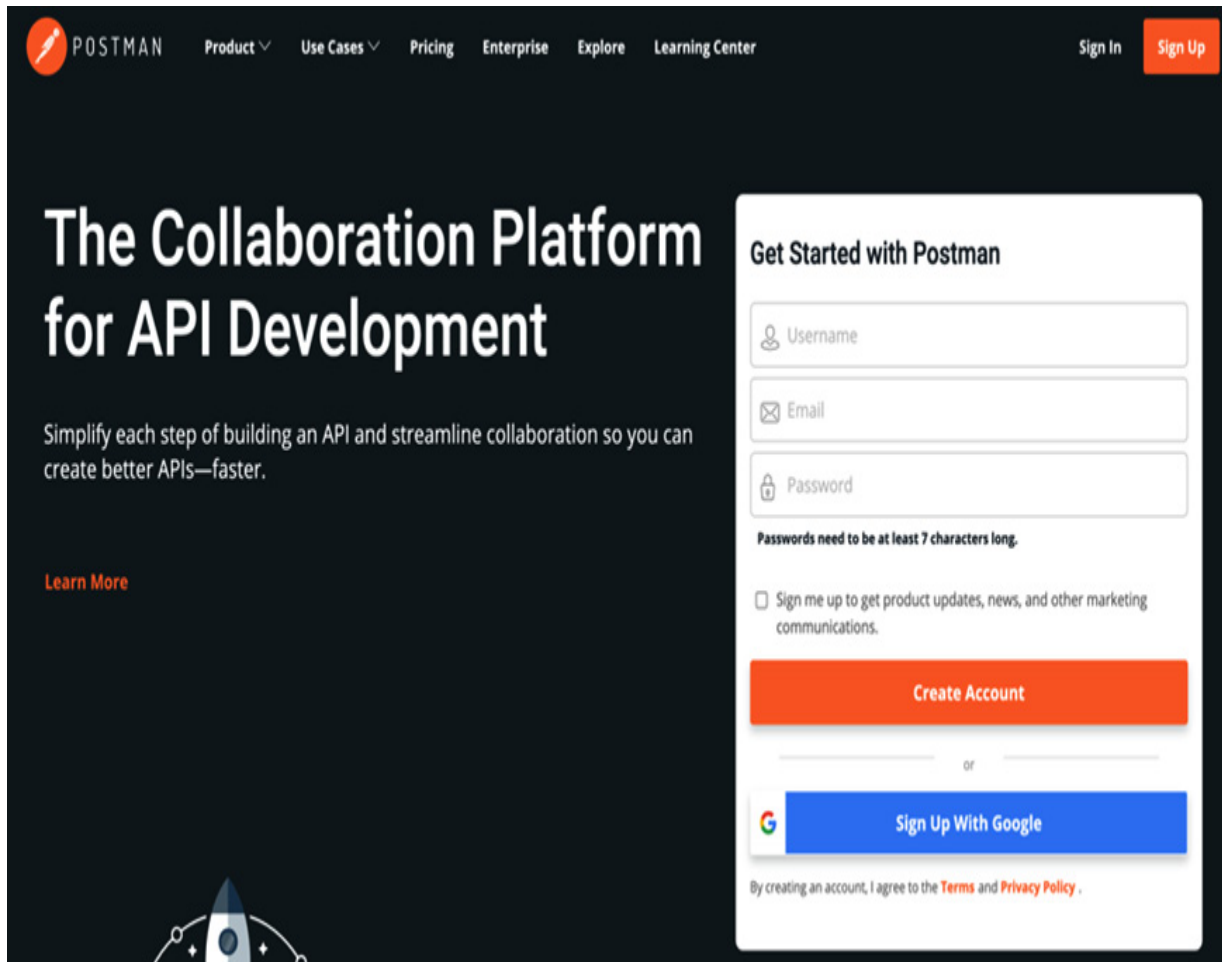 POSTMAN Product Use Cases Pricing Enterprise Explore Learning Center Sign In Sign Up
The Collaboration Platform
for API Development
Simplify each step of building an API and streamline collaboration so you can
create better APIs—faster.
Learn More
Get Started with Postman
Username
Email
Password
Passwords need to be at least 7 characters long.
Sign me up to get product updates, news, and other marketing
communications.
Create Account
or
G Sign Up With Google
By creating an account, I agree to the Terms and Privacy Policy .